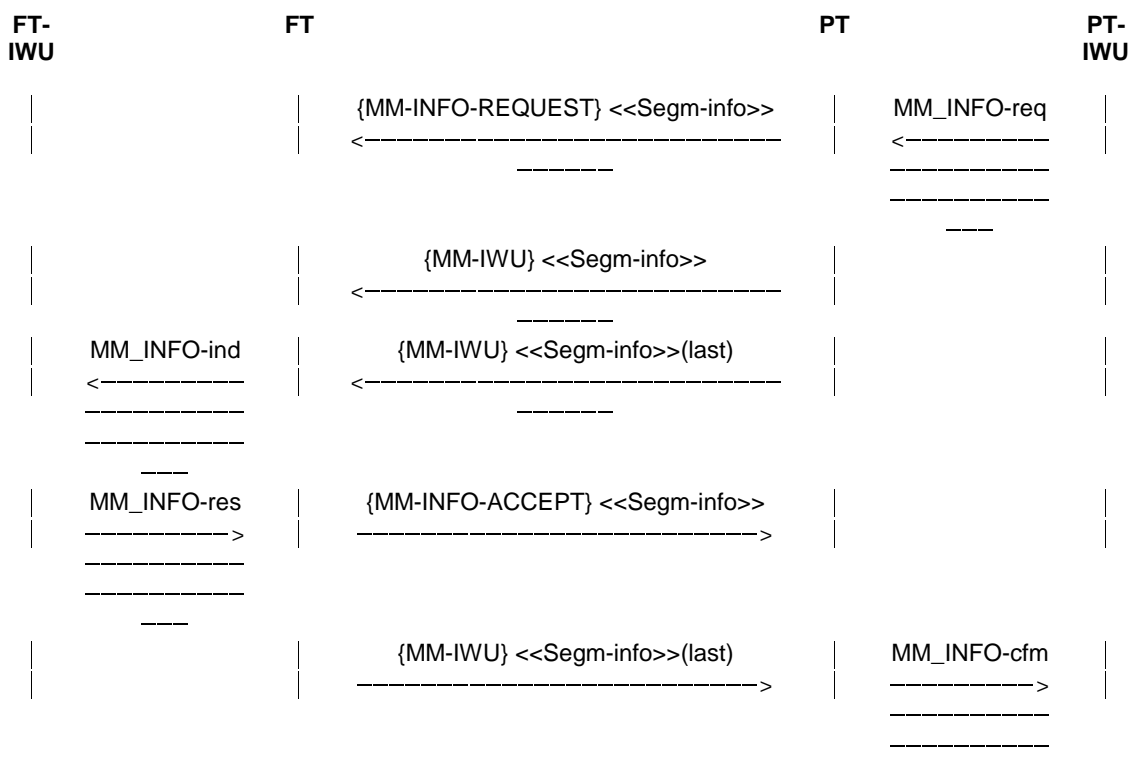 FT-IWU FT PT PT-IWU
{MM-INFO-REQUEST} <<Segm-info>> MM_INFO-req
{MM-IWU} <<Segm-info>>
MM_INFO-ind {MM-IWU} <<Segm-info>>(last)
MM_INFO-res {MM-INFO-ACCEPT} <<Segm-info>>
{MM-IWU} <<Segm-info>>(last) MM_INFO-cfm